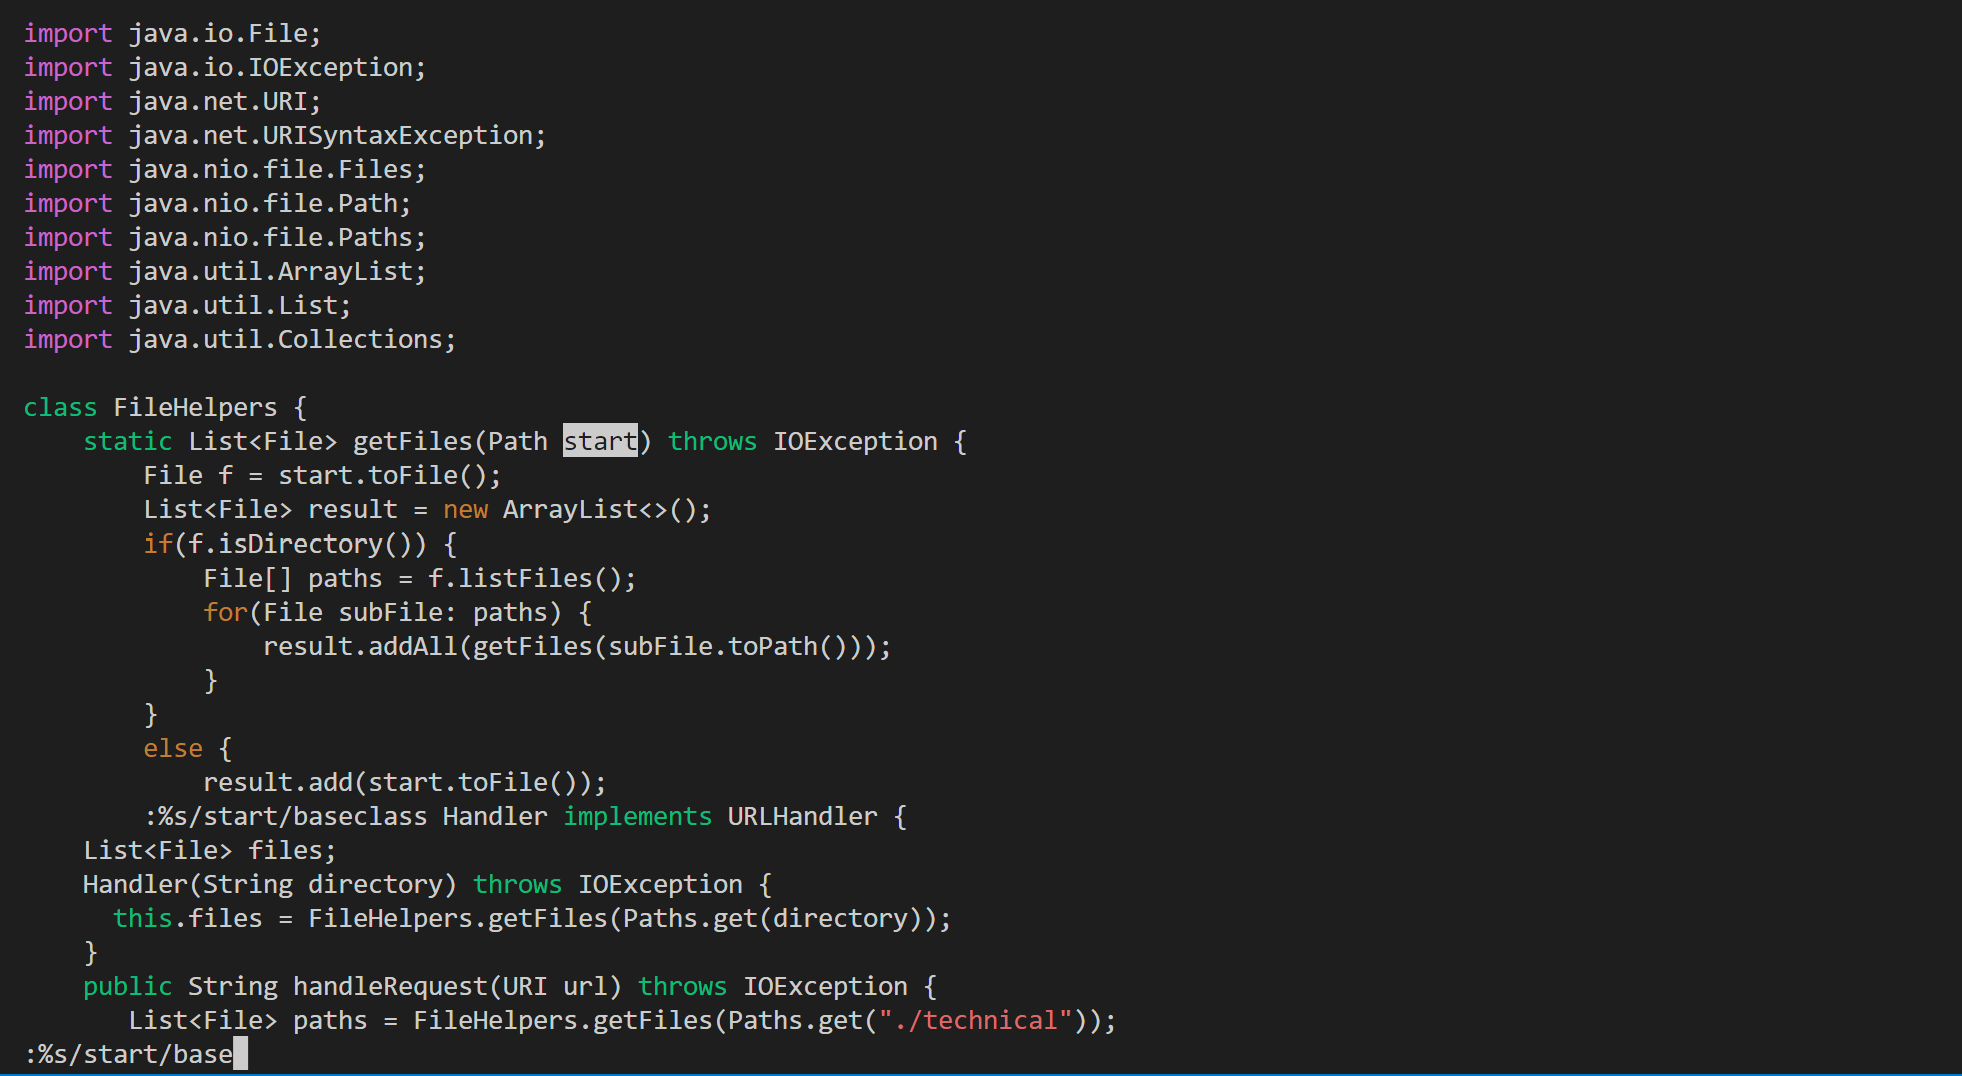 import java.io.File;
import java.io.IOException;
import java.net.URI;
import java.net.URISyntaxException;
import java.nio.file.Files;
import java.nio.file.Path;
import java.nio.file.Paths;
import java.util.ArrayList;
import java.util.List;
import java.util.Collections;

class FileHelpers {
    static List<File> getFiles(Path start) throws IOException {
        File f = start.toFile();
        List<File> result = new ArrayList<>();
        if(f.isDirectory()) {
            File[] paths = f.listFiles();
            for(File subFile: paths) {
                result.addAll(getFiles(subFile.toPath()));
            }
        }
        else {
            result.add(start.toFile());
        :%s/start/baseclass Handler implements URLHandler {
    List<File> files;
    Handler(String directory) throws IOException {
      this.files = FileHelpers.getFiles(Paths.get(directory));
    }
    public String handleRequest(URI url) throws IOException {
       List<File> paths = FileHelpers.getFiles(Paths.get("./technical"));
:%s/start/base